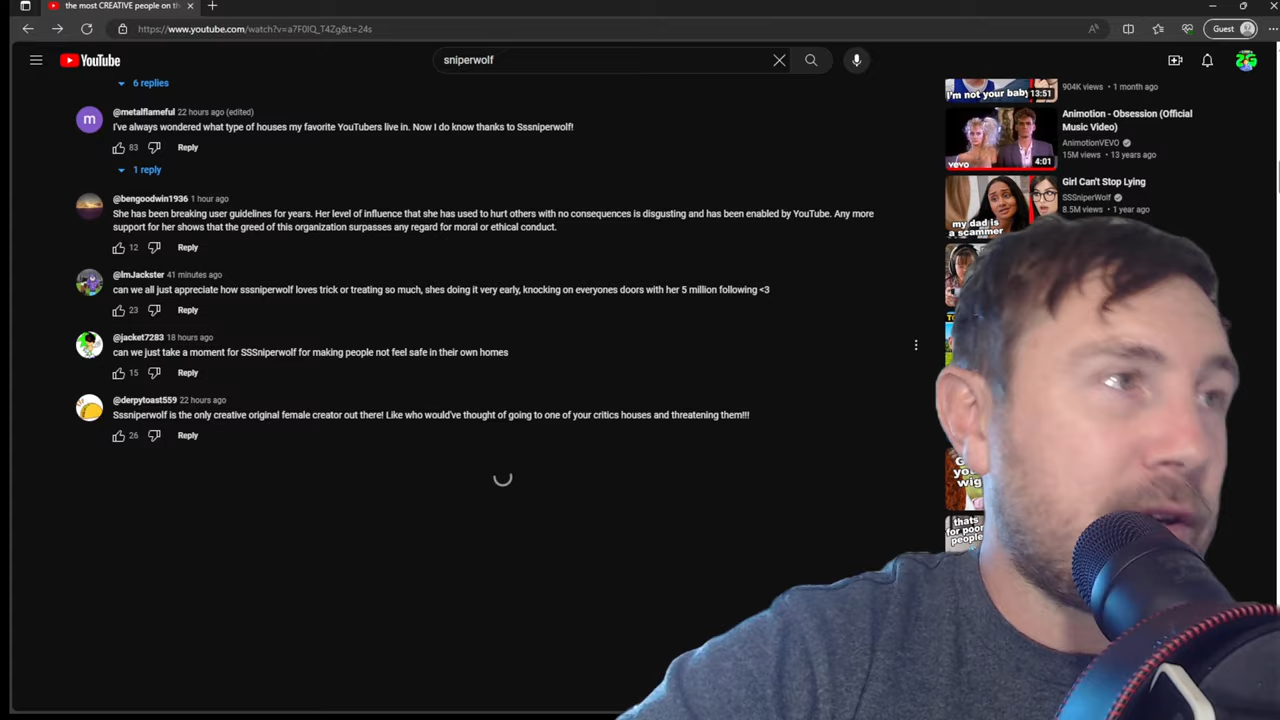 the most CREATIVE people on th
https://www.youtube.com/watch?v=a7F0IQ_T4Zg&t=24s
Guest
YouTube
sniperwolf
6 replies
@metalflameful 22 hours ago (edited)
I've always wondered what type of houses my favorite YouTubers live in. Now I do know thanks to Sssniperwolf!
83 Reply
1 reply
@bengoodwin1936 1 hour ago
She has been breaking user guidelines for years. Her level of influence that she has used to hurt others with no consequences is disgusting and has been enabled by YouTube. Any more
support for her shows that the greed of this organization surpasses any regard for moral or ethical conduct.
12 Reply
@lmJackster 41 minutes ago
can we all just appreciate how sssniperwolf loves trick or treating so much, shes doing it very early, knocking on everyones doors with her 5 million following <3
23 Reply
@jacket7283 18 hours ago
can we just take a moment for SSSniperwolf for making people not feel safe in their own homes
15 Reply
@derpytoast559 22 hours ago
Sssniperwolf is the only creative original female creator out there! Like who would've thought of going to one of your critics houses and threatening them!!!
26 Reply
I'm not your baby
13:51
904K views • 1 month ago
vevo
4:01
Animotion - Obsession (Official
Music Video)
AnimotionVEVO
15M views • 13 years ago
my dad is
a scammer
Girl Can't Stop Lying
SSSniperWolf
8.5M views • 1 year ago
wig
thats
for poor
people